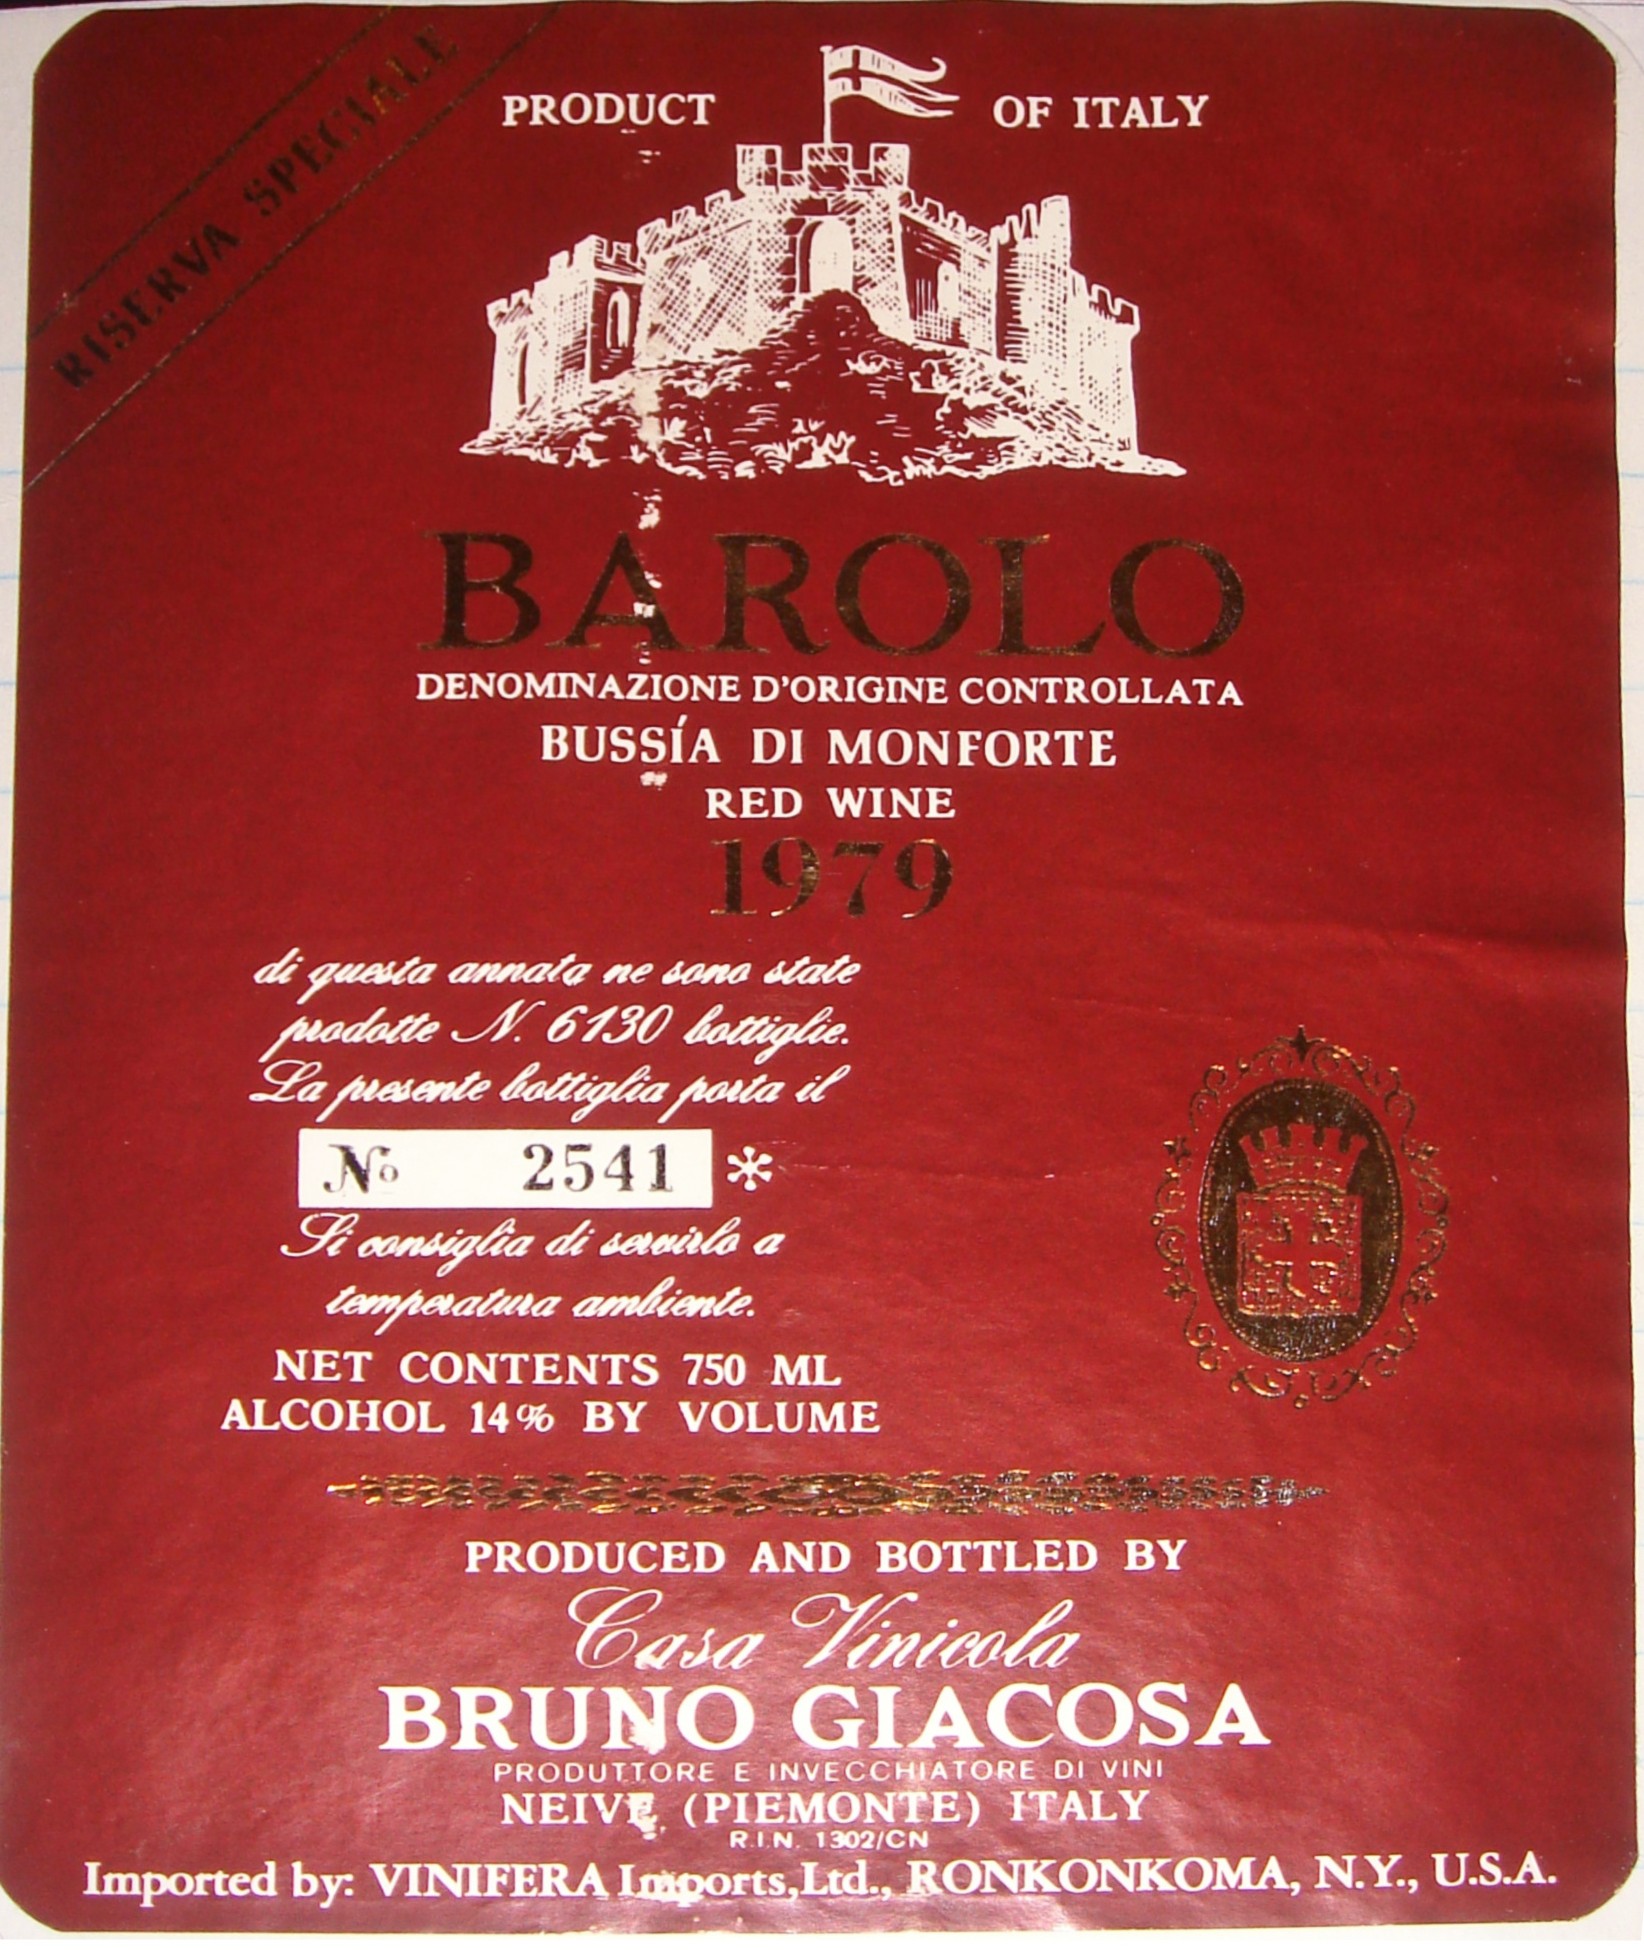 RISERVA SPECIALE
PRODUCT OF ITALY
BAROLO
DENOMINAZIONE D'ORIGINE CONTROLLATA
BUSSÍA DI MONFORTE
RED WINE
1979
di questa annata ne sono state
prodotte N. 6130 bottiglie.
La presente bottiglia porta il
No 2541 *
Si consiglia di servirlo a
temperatura ambiente.
NET CONTENTS 750 ML
ALCOHOL 14% BY VOLUME
PRODUCED AND BOTTLED BY
Casa Vinicola
BRUNO GIACOSA
PRODUTTORE E INVECCHIATORE DI VINI
NEIVE (PIEMONTE) ITALY
R.I.N. 1302/CN
Imported by: VINIFERA Imports,Ltd., RONKONKOMA, N.Y., U.S.A.